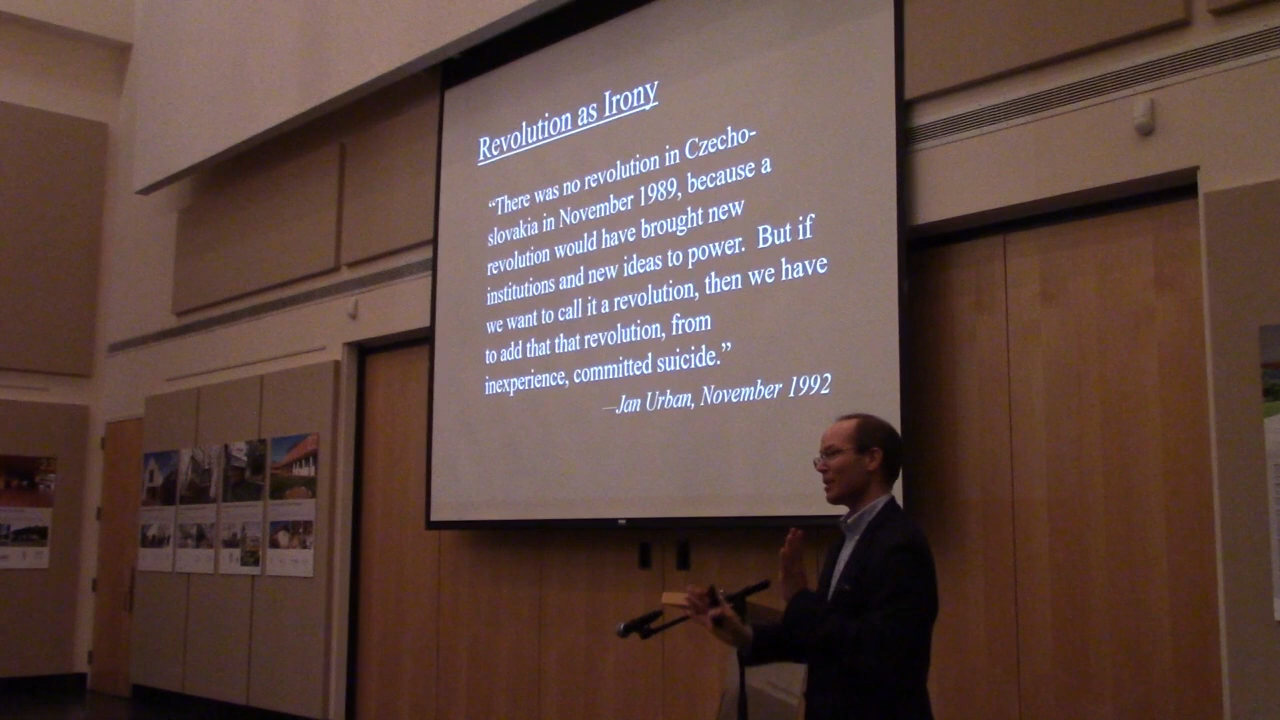 Revolution as Irony
“There was no revolution in Czecho-
slovakia in November 1989, because a
revolution would have brought new
institutions and new ideas to power.  But if
we want to call it a revolution, then we have
to add that that revolution, from
inexperience, committed suicide.”
—Jan Urban, November 1992